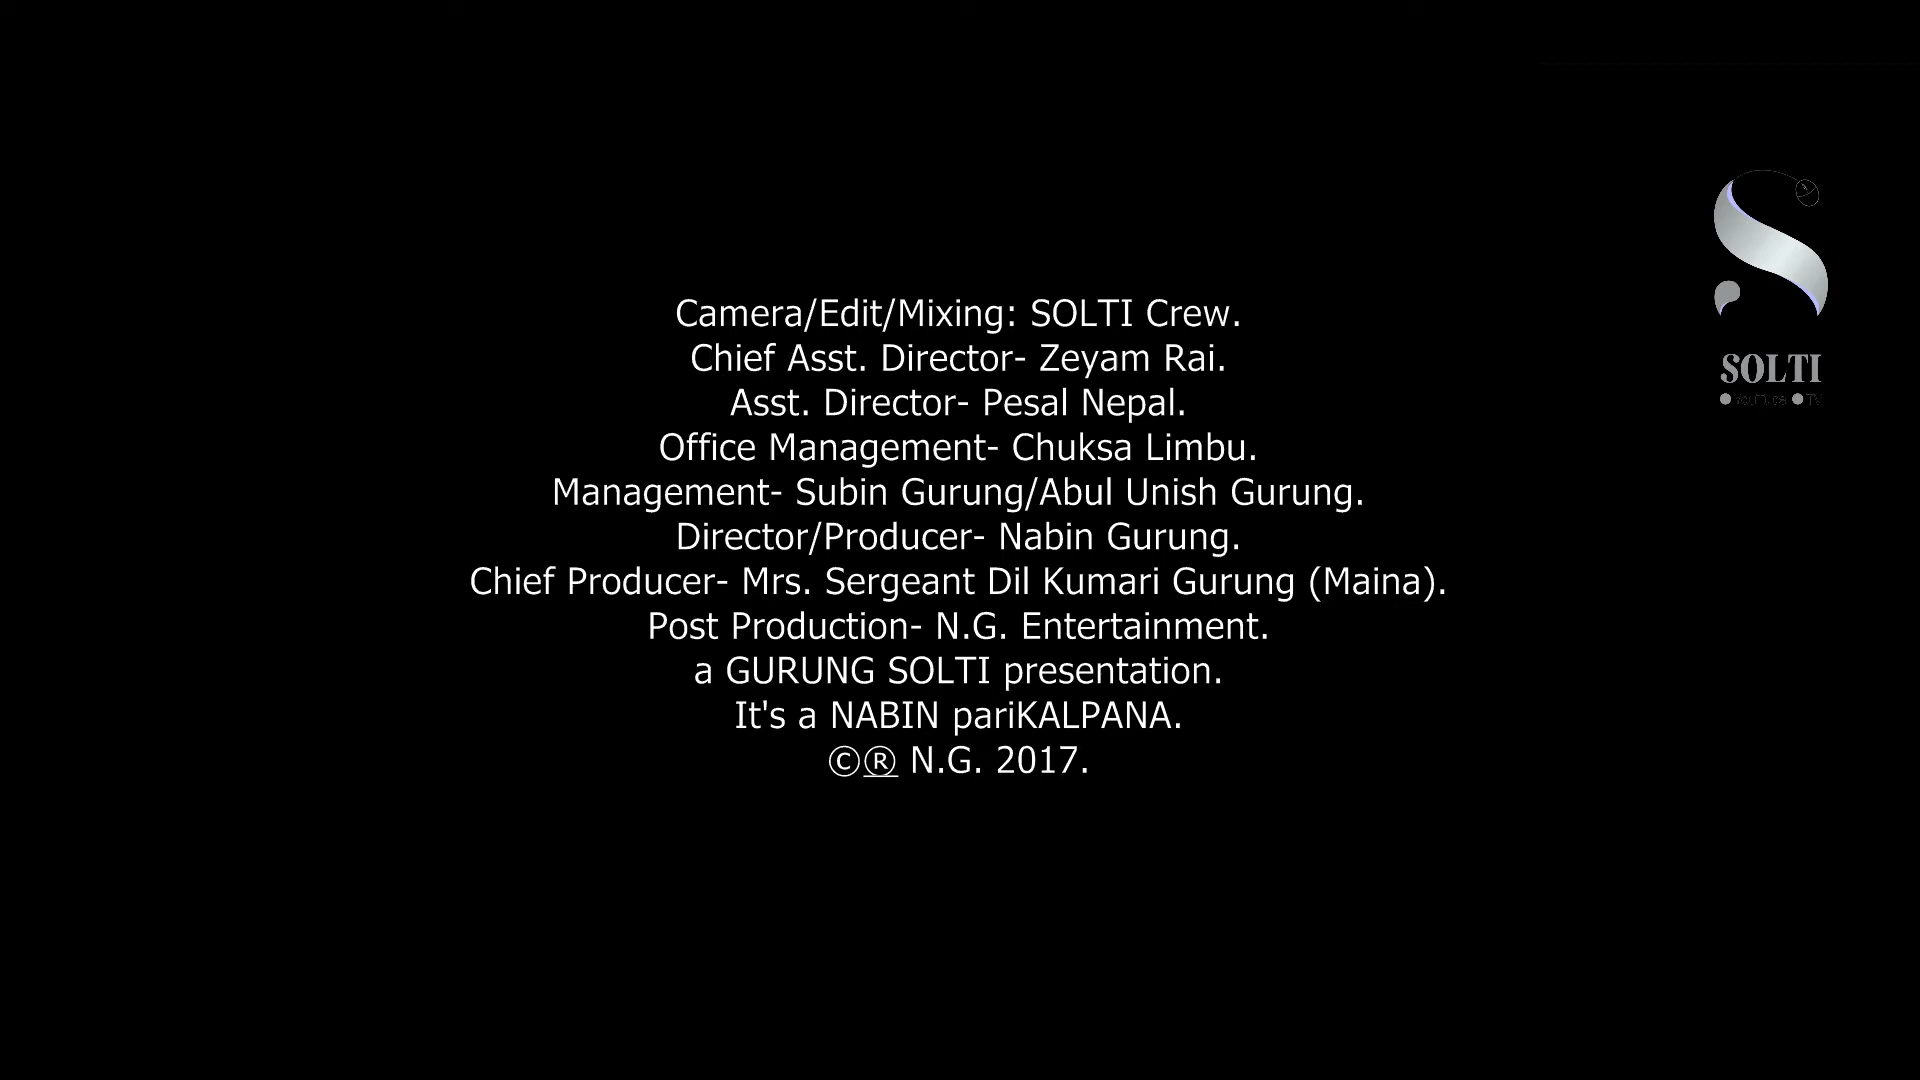 Camera/Edit/Mixing: SOLTI Crew.
Chief Asst. Director- Zeyam Rai.
Asst. Director- Pesal Nepal.
Office Management- Chuksa Limbu.
Management- Subin Gurung/Abul Unish Gurung.
Director/Producer- Nabin Gurung.
Chief Producer- Mrs. Sergeant Dil Kumari Gurung (Maina).
Post Production- N.G. Entertainment.
a GURUNG SOLTI presentation.
It's a NABIN pariKALPANA.
©® N.G. 2017.
SOLTI
●YouTube ●TV